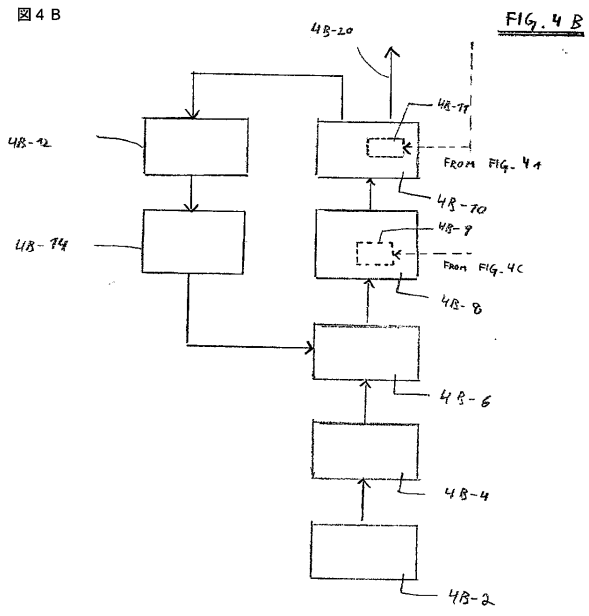 図4B
FIG. 4 B
4B-20
4B-11
4B-12
FROM FIG. 4A
4B-10
4B-9
4B-14
FROM FIG. 4C
4B-8
4B-6
4B-4
4B-2